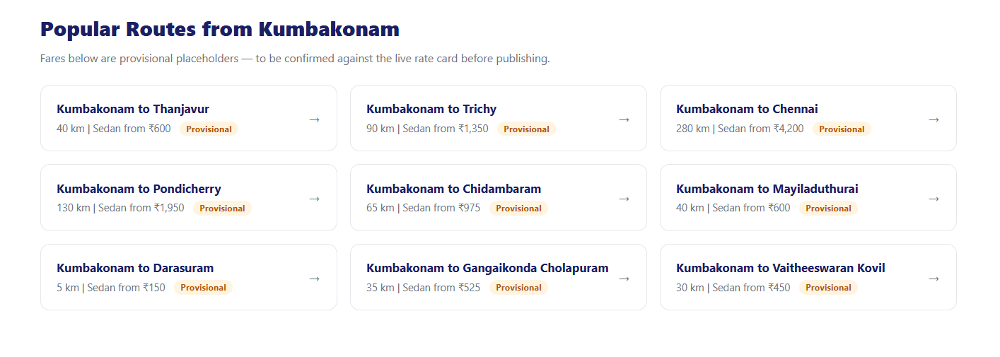 Popular Routes from Kumbakonam
Fares below are provisional placeholders — to be confirmed against the live rate card before publishing.
Kumbakonam to Thanjavur
40 km | Sedan from ₹600 Provisional
→
Kumbakonam to Trichy
90 km | Sedan from ₹1,350 Provisional
→
Kumbakonam to Chennai
280 km | Sedan from ₹4,200 Provisional
→
Kumbakonam to Pondicherry
130 km | Sedan from ₹1,950 Provisional
→
Kumbakonam to Chidambaram
65 km | Sedan from ₹975 Provisional
→
Kumbakonam to Mayiladuthurai
40 km | Sedan from ₹600 Provisional
→
Kumbakonam to Darasuram
5 km | Sedan from ₹150 Provisional
→
Kumbakonam to Gangaikonda Cholapuram
35 km | Sedan from ₹525 Provisional
→
Kumbakonam to Vaitheeswaran Kovil
30 km | Sedan from ₹450 Provisional
→